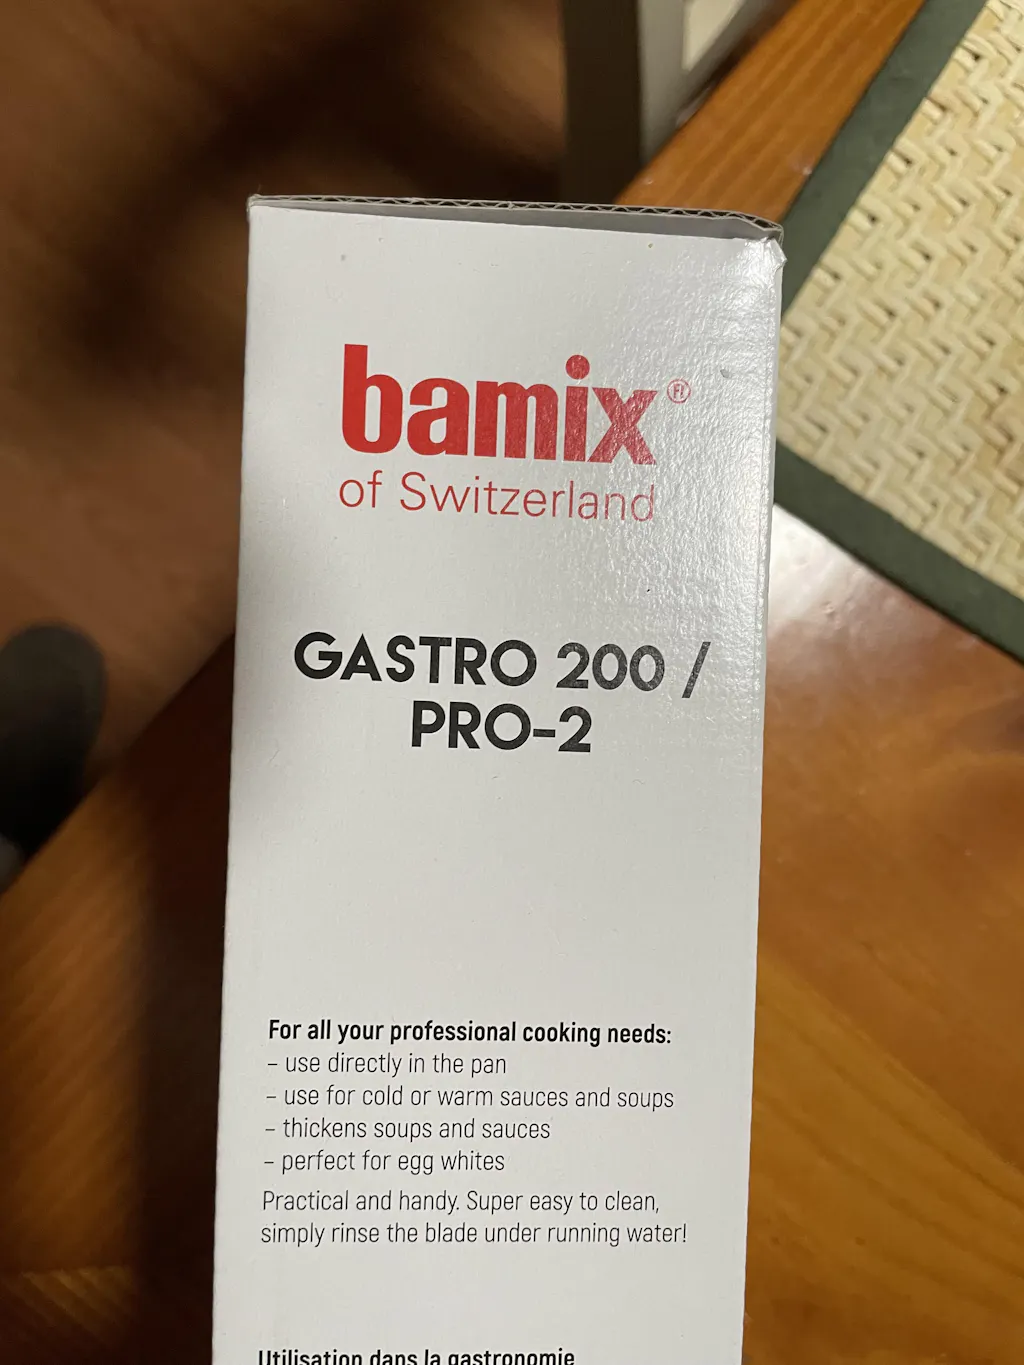 bamix®
of Switzerland
GASTRO 200 /
PRO-2
For all your professional cooking needs:
– use directly in the pan
– use for cold or warm sauces and soups
– thickens soups and sauces
– perfect for egg whites
Practical and handy. Super easy to clean,
simply rinse the blade under running water!
Utilisation dans la gastronomie